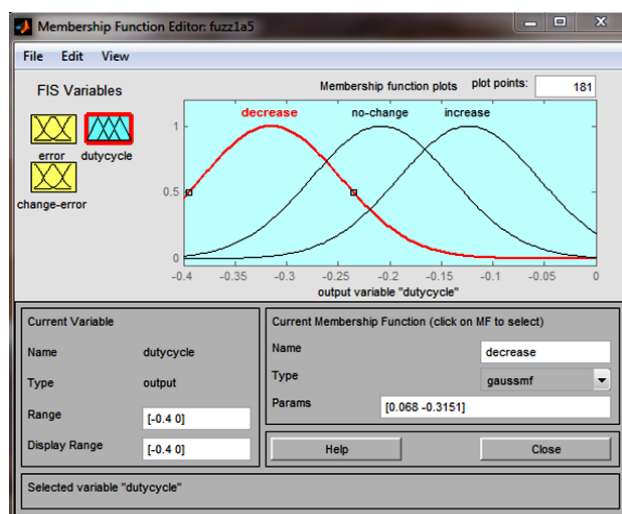 Membership Function Editor: fuzz1a5
File Edit View
FIS Variables
Membership function plots plot points: 181
error dutycycle
change-error
decrease no-change increase
1
0.5
0
-0.4 -0.35 -0.3 -0.25 -0.2 -0.15 -0.1 -0.05 0
output variable "dutycycle"
Current Variable
Name dutycycle
Type output
Range [-0.4 0]
Display Range [-0.4 0]
Current Membership Function (click on MF to select)
Name decrease
Type gaussmf
Params [0.068 -0.3151]
Help Close
Selected variable "dutycycle"